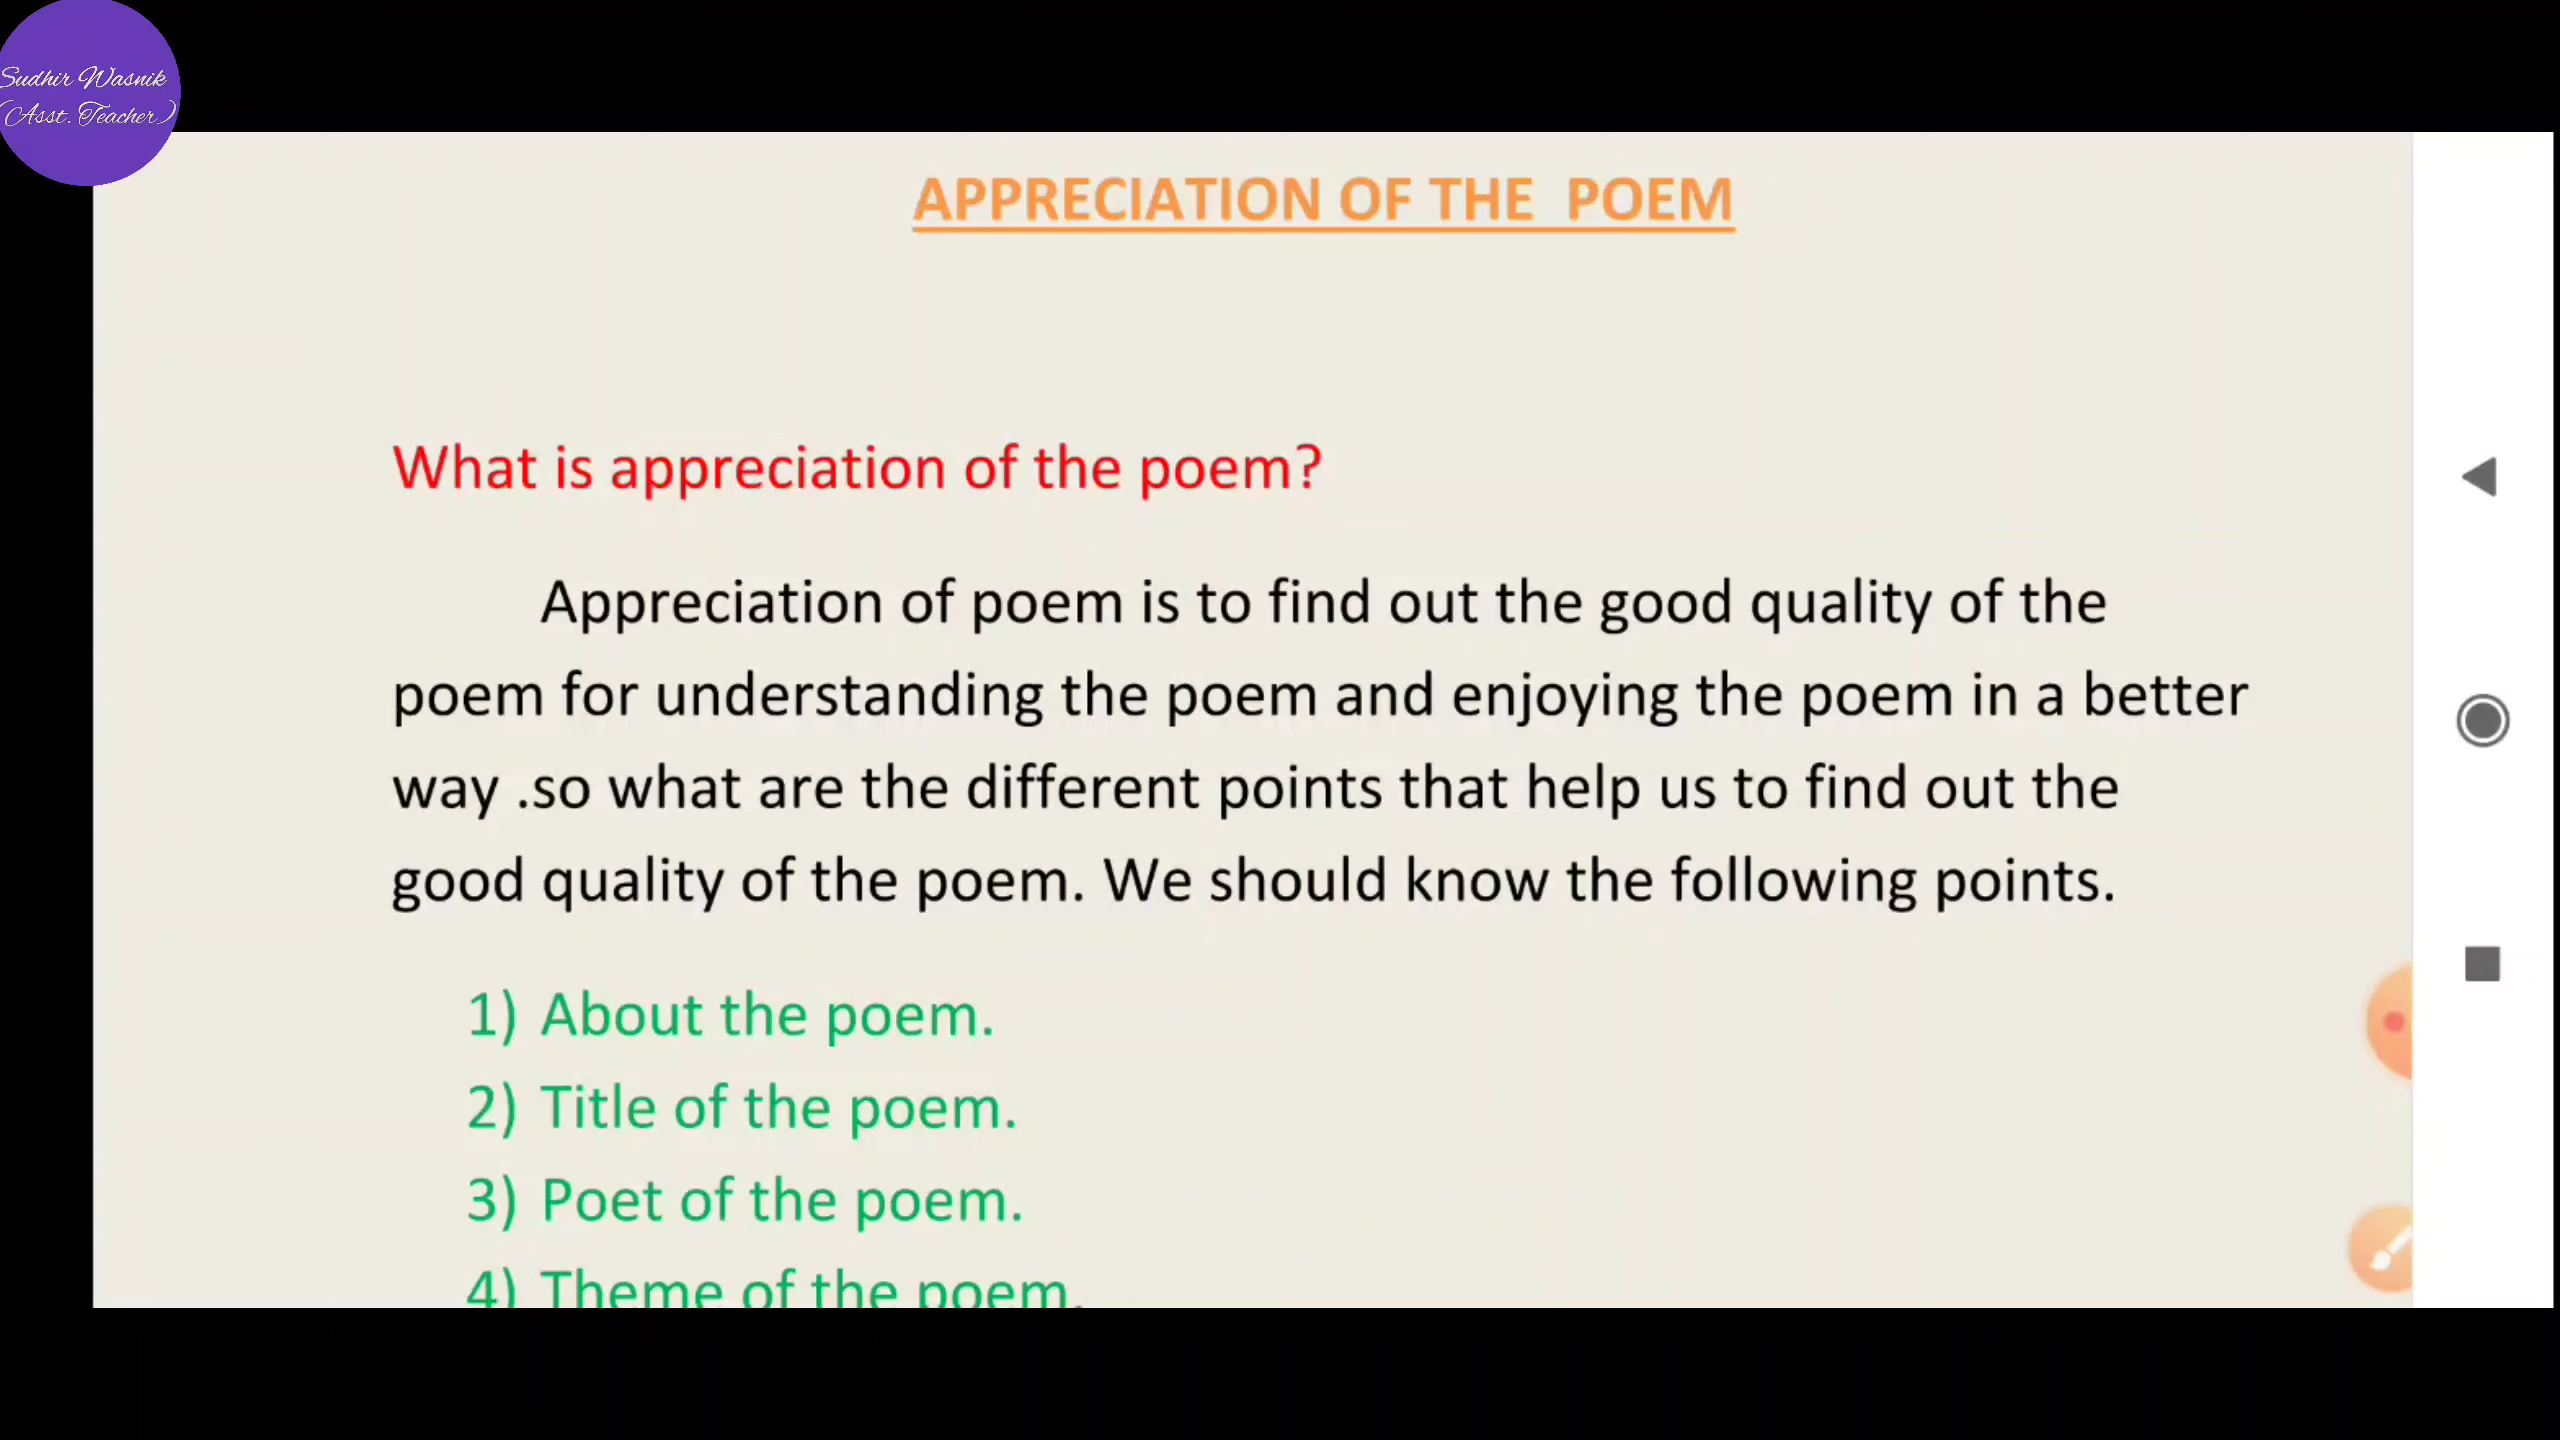 Sudhir Wasnik
(Asst. Teacher)
APPRECIATION OF THE POEM
What is appreciation of the poem?
Appreciation of poem is to find out the good quality of the
poem for understanding the poem and enjoying the poem in a better
way .so what are the different points that help us to find out the
good quality of the poem. We should know the following points.
1) About the poem.
2) Title of the poem.
3) Poet of the poem.
4) Theme of the poem.